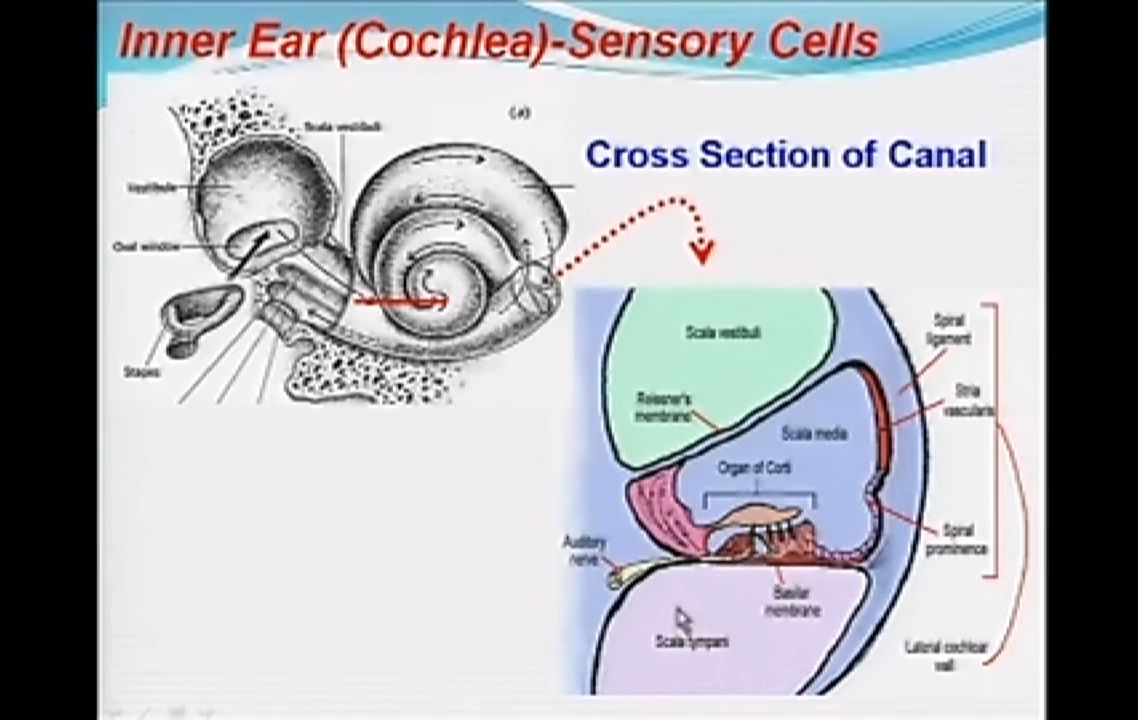 Inner Ear (Cochlea)-Sensory Cells
(a)
Scala vestibuli
Vestibule
Oval window
Stapes
Cross Section of Canal
Scala vestibuli
Reissner's
membrane
Scala media
Organ of Corti
Auditory
nerve
Basilar
membrane
Scala tympani
Spiral
ligament
Stria
vascularis
Spiral
prominence
Lateral cochlear
wall